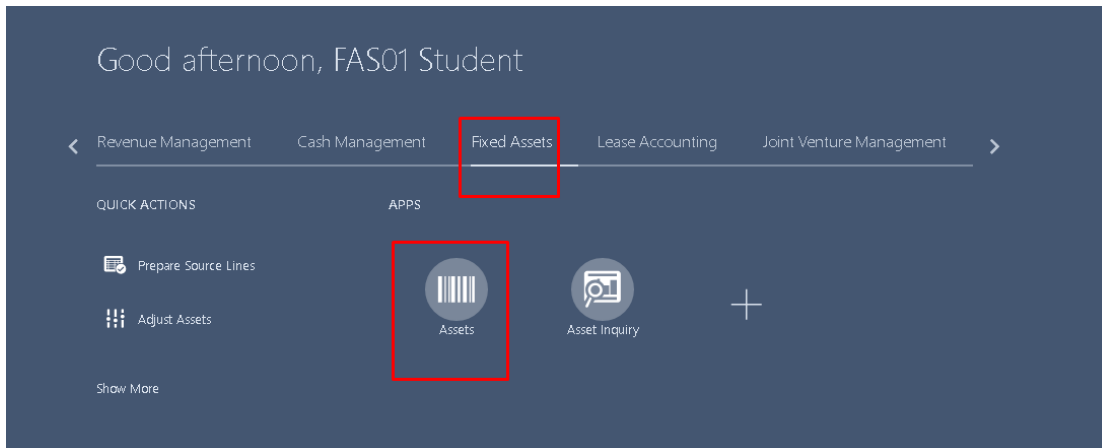 Good afternoon, FAS01 Student
Revenue Management Cash Management Fixed Assets Lease Accounting Joint Venture Management
QUICK ACTIONS APPS
Prepare Source Lines
Adjust Assets
Assets Asset Inquiry
Show More